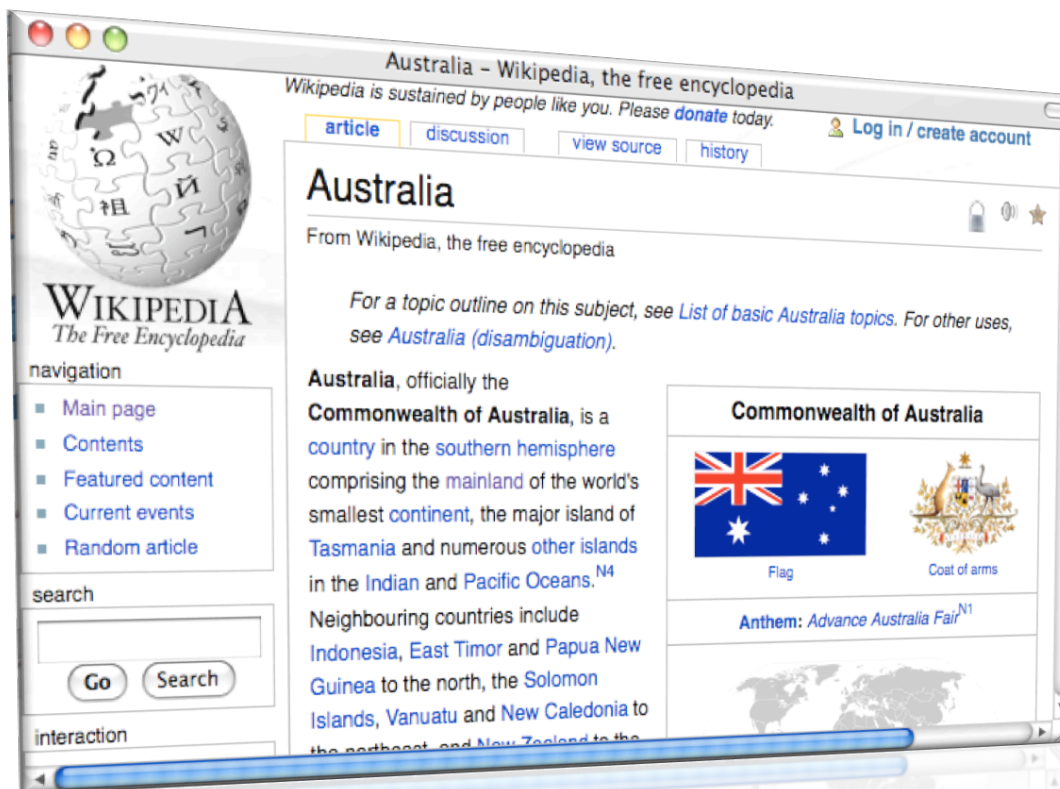 Australia – Wikipedia, the free encyclopedia
Wikipedia is sustained by people like you. Please donate today.
Log in / create account
article
discussion
view source
history
Australia
From Wikipedia, the free encyclopedia
For a topic outline on this subject, see List of basic Australia topics. For other uses,
see Australia (disambiguation).
WIKIPEDIA
The Free Encyclopedia
navigation
Main page
Contents
Featured content
Current events
Random article
search
Go
Search
interaction
Australia, officially the
Commonwealth of Australia, is a
country in the southern hemisphere
comprising the mainland of the world's
smallest continent, the major island of
Tasmania and numerous other islands
in the Indian and Pacific Oceans.N4
Neighbouring countries include
Indonesia, East Timor and Papua New
Guinea to the north, the Solomon
Islands, Vanuatu and New Caledonia to
the northeast, and New Zealand to the
Commonwealth of Australia
Flag
Coat of arms
Anthem: Advance Australia FairN1